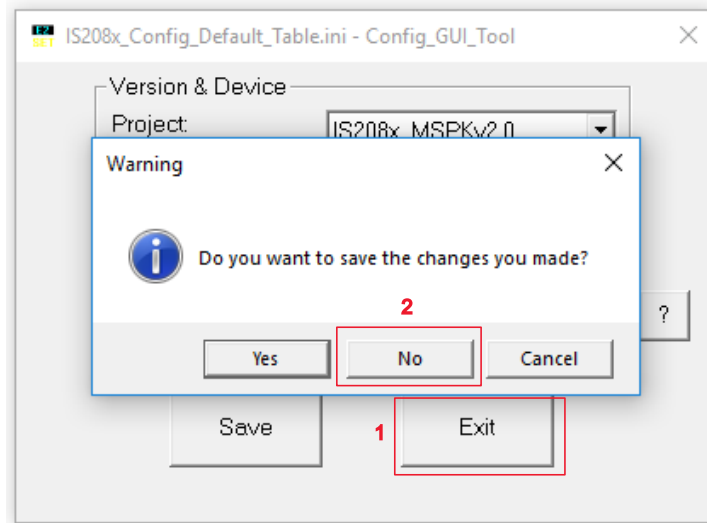 IS208x_Config_Default_Table.ini - Config_GUI_Tool
Version & Device
Project:
IS208x_MSPKv2.0
Warning
Do you want to save the changes you made?
2
Yes
No
Cancel
?
Save
1
Exit